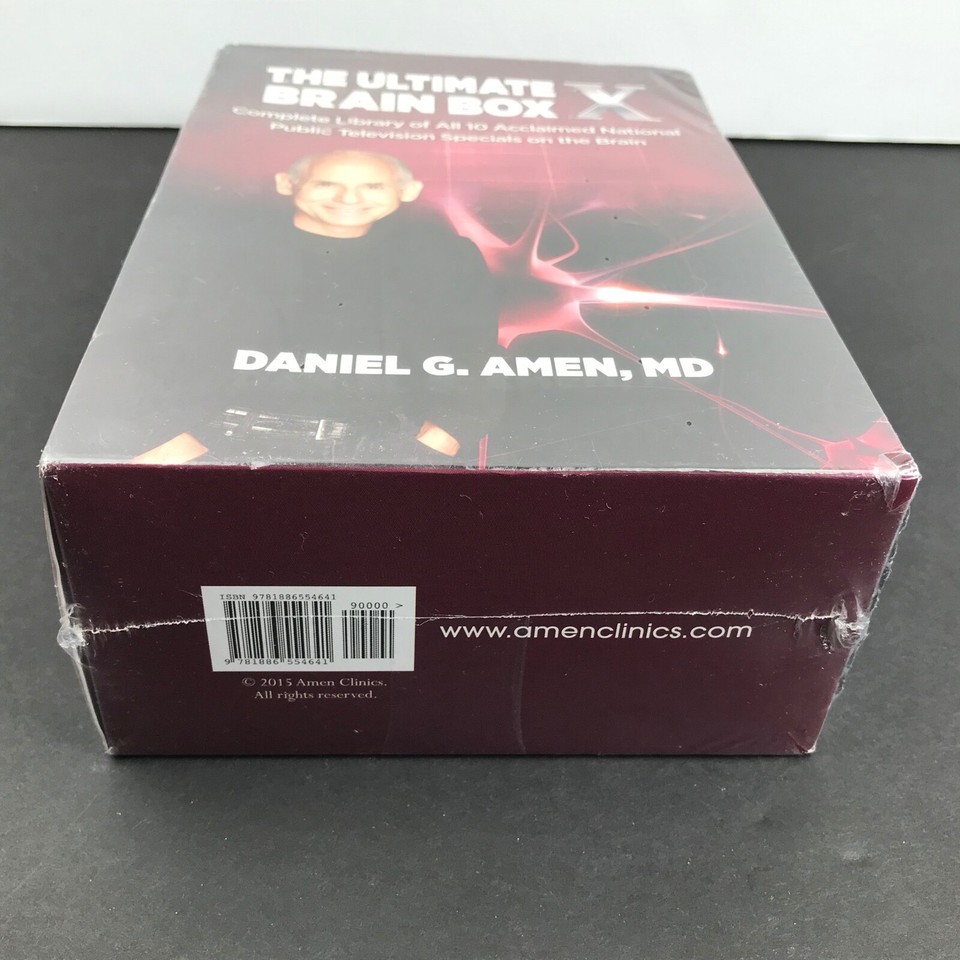 THE ULTIMATE
BRAIN BOX X
Complete Library of All 10 Acclaimed National
Public Television Specials on the Brain
DANIEL G. AMEN, MD
ISBN 9781886554641
90000 >
9 781886 554641
www.amenclinics.com
© 2015 Amen Clinics.
All rights reserved.